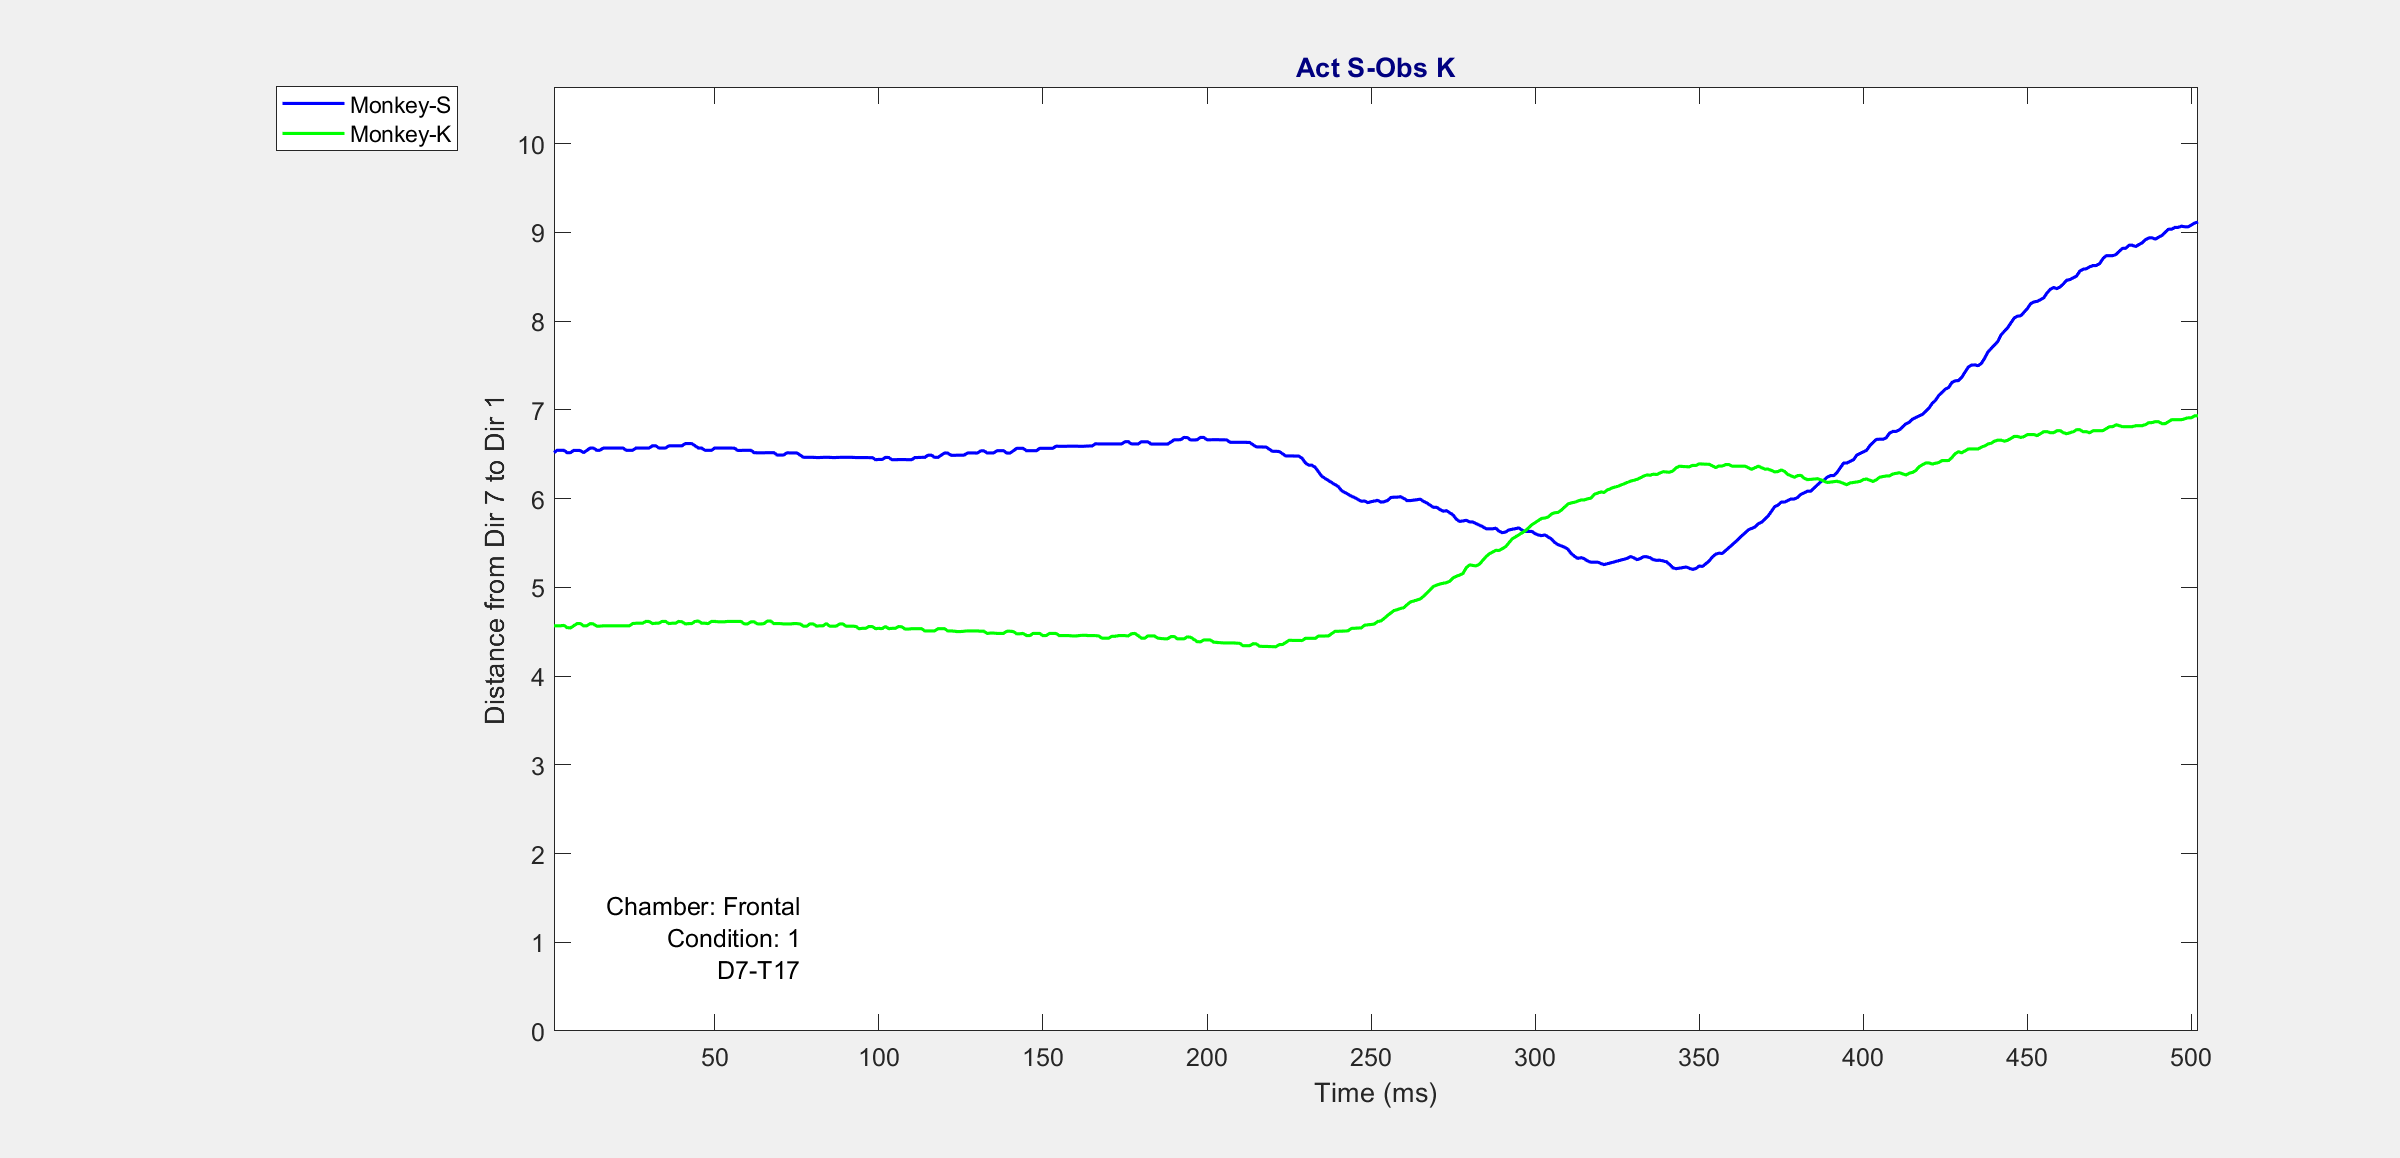 Act S-Obs K
Monkey-S
Monkey-K
10
9
8
7
6
5
4
3
2
1
0
Distance from Dir 7 to Dir 1
Chamber: Frontal
Condition: 1
D7-T17
50 100 150 200 250 300 350 400 450 500
Time (ms)